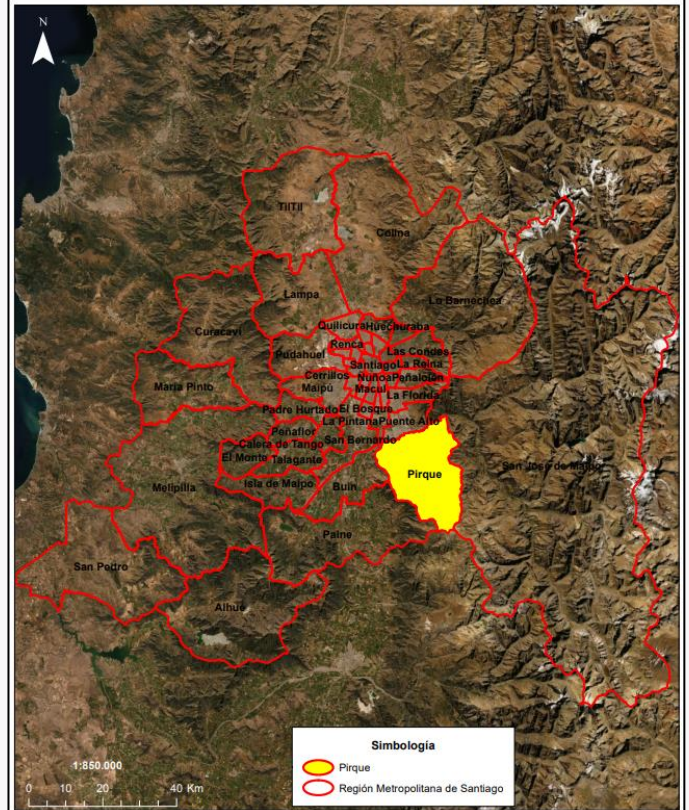 N
TilTil
Colina
Lo Barnechea
Lampa
Curacaví
Quilicura
Huechuraba
Renca
Las Condes
Pudahuel
Santiago
La Reina
Cerrillos
Ñuñoa
Peñalolén
María Pinto
Maipú
Macul
La Florida
Padre Hurtado
El Bosque
La Pintana
Puente Alto
Peñaflor
Calera de Tango
San Bernardo
El Monte
Talagante
Pirque
San José de Maipo
Isla de Maipo
Buin
Melipilla
Paine
San Pedro
Alhué
Simbología
Pirque
Región Metropolitana de Santiago
1:850.000
0 10 20 40 Km